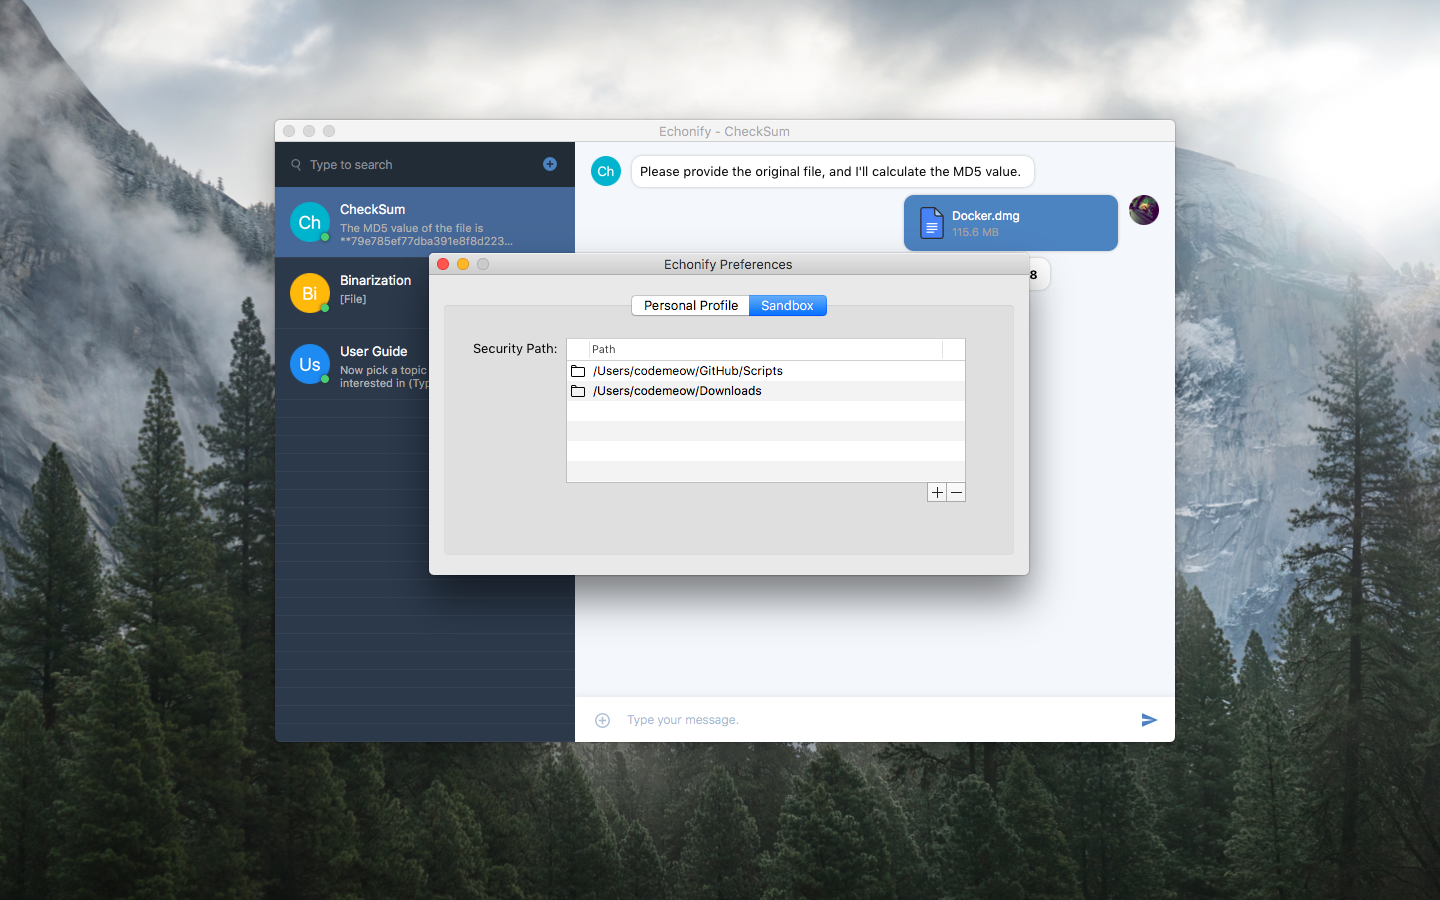 Echonify - CheckSum
Type to search
Ch
CheckSum
The MD5 value of the file is
**79e785ef77dba391e8f8d223...
Bi
Binarization
[File]
Us
User Guide
Now pick a topic
interested in (Ty
Ch
Please provide the original file, and I'll calculate the MD5 value.
Docker.dmg
115.6 MB
8
Echonify Preferences
Personal Profile
Sandbox
Security Path:
Path
/Users/codemeow/GitHub/Scripts
/Users/codemeow/Downloads
Type your message.